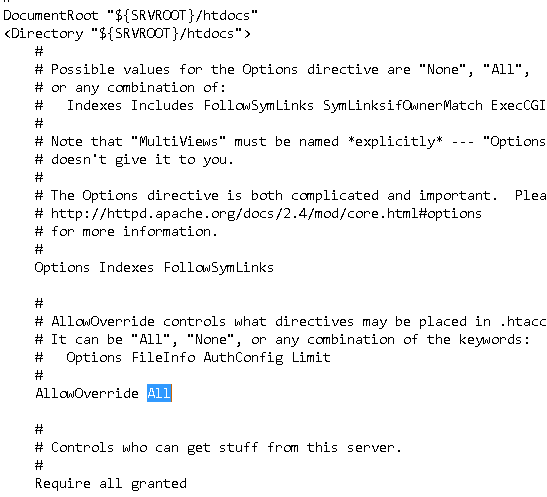 DocumentRoot "${SRVROOT}/htdocs"
<Directory "${SRVROOT}/htdocs">
#
# Possible values for the Options directive are "None", "All",
# or any combination of:
#   Indexes Includes FollowSymLinks SymLinksifOwnerMatch ExecCGI
#
# Note that "MultiViews" must be named *explicitly* --- "Options
# doesn't give it to you.
#
# The Options directive is both complicated and important.  Plea
# http://httpd.apache.org/docs/2.4/mod/core.html#options
# for more information.
#
Options Indexes FollowSymLinks
#
# AllowOverride controls what directives may be placed in .htacc
# It can be "All", "None", or any combination of the keywords:
#   Options FileInfo AuthConfig Limit
#
AllowOverride All
#
# Controls who can get stuff from this server.
#
Require all granted